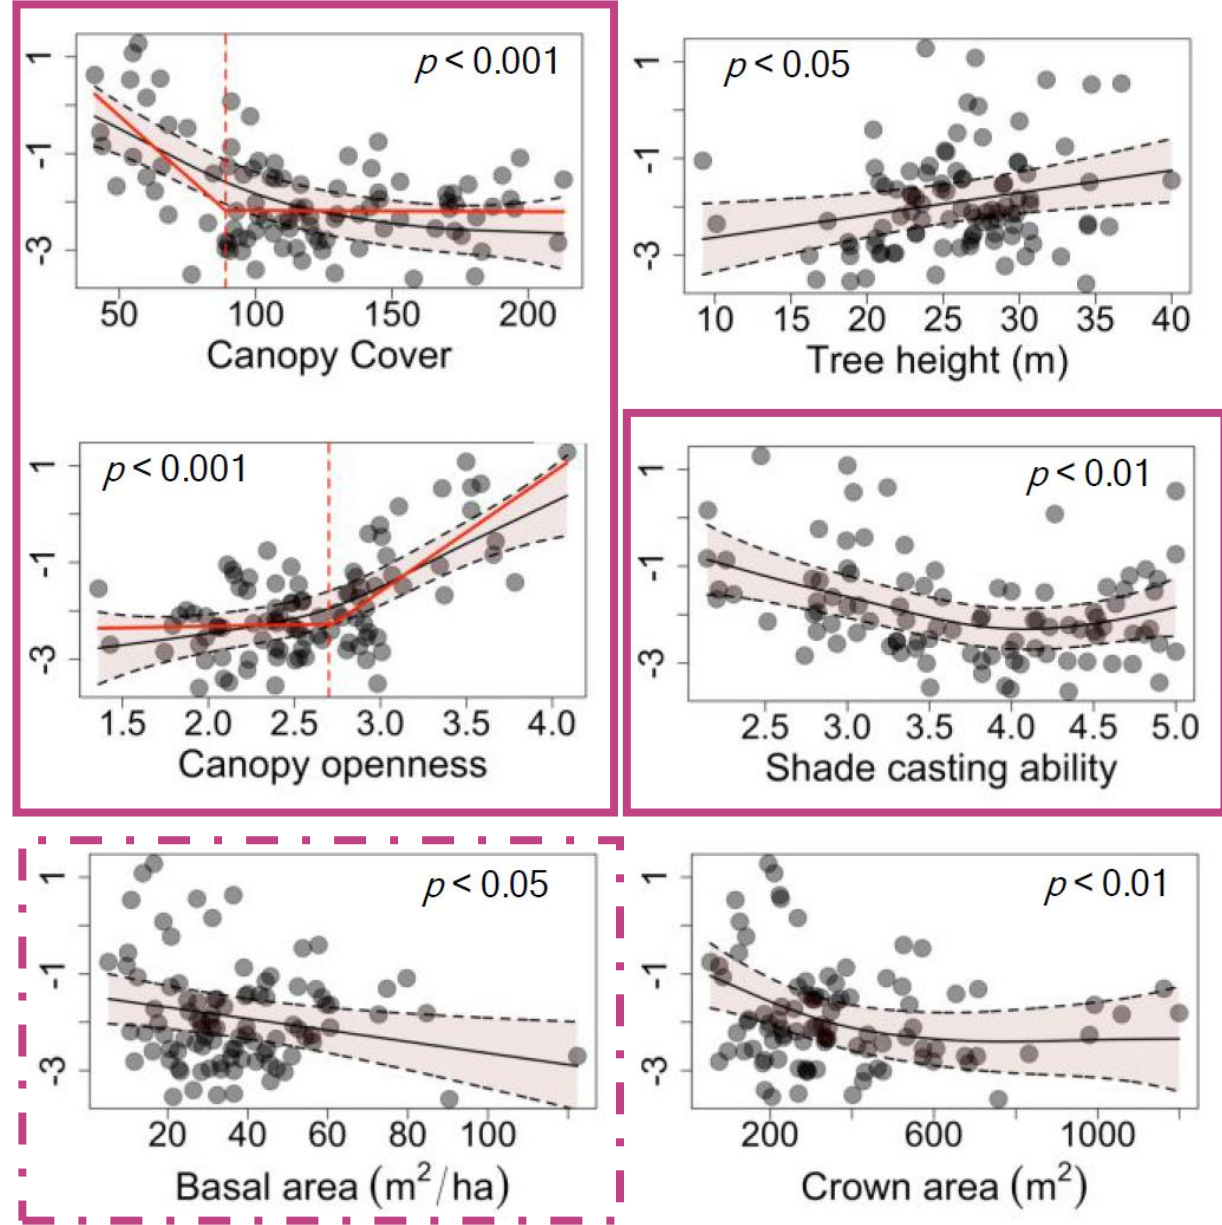 p < 0.001
1
-1
-3
50 100 150 200
Canopy Cover
p < 0.05
1
-1
-3
10 15 20 25 30 35 40
Tree height (m)
p < 0.001
1
-1
-3
1.5 2.0 2.5 3.0 3.5 4.0
Canopy openness
p < 0.01
1
-1
-3
2.5 3.0 3.5 4.0 4.5 5.0
Shade casting ability
p < 0.05
1
-1
-3
20 40 60 80 100
Basal area (m²/ha)
p < 0.01
1
-1
-3
200 600 1000
Crown area (m²)